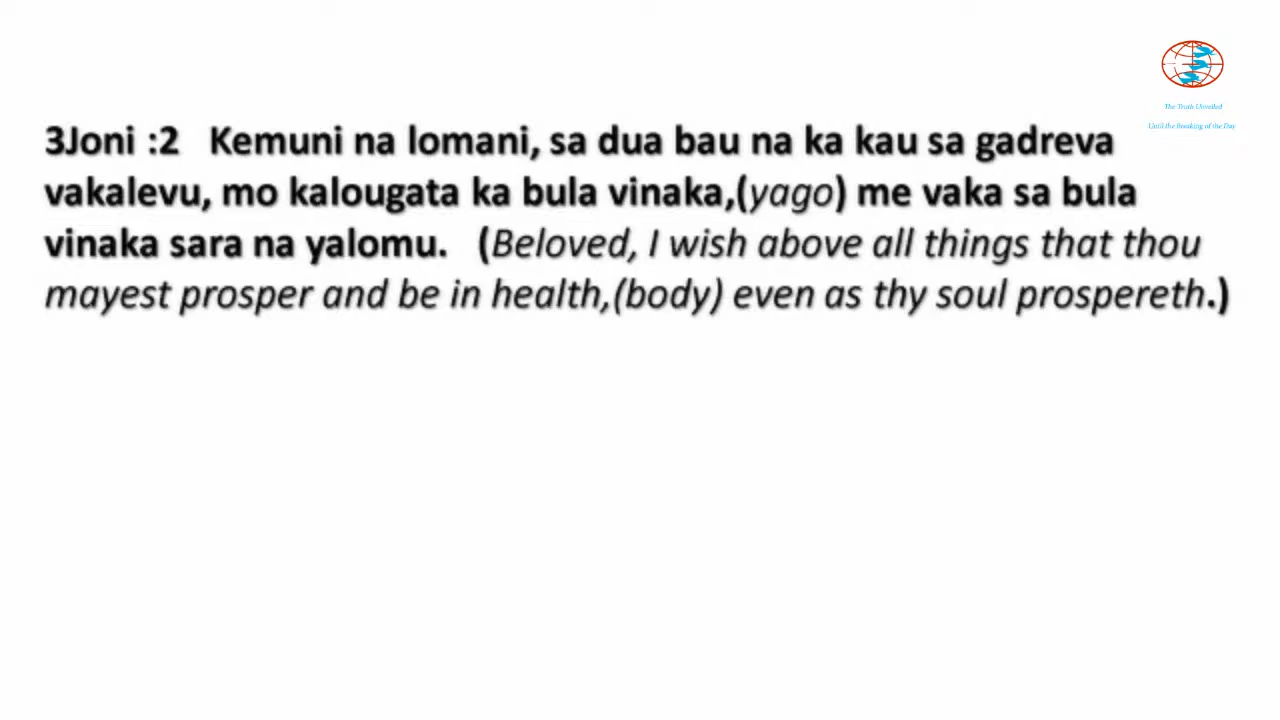 The Truth Unveiled
Until the Breaking of the Day
3Joni :2 Kemuni na lomani, sa dua bau na ka kau sa gadreva
vakalevu, mo kalougata ka bula vinaka,(yago) me vaka sa bula
vinaka sara na yalomu. (Beloved, I wish above all things that thou
mayest prosper and be in health,(body) even as thy soul prospereth.)